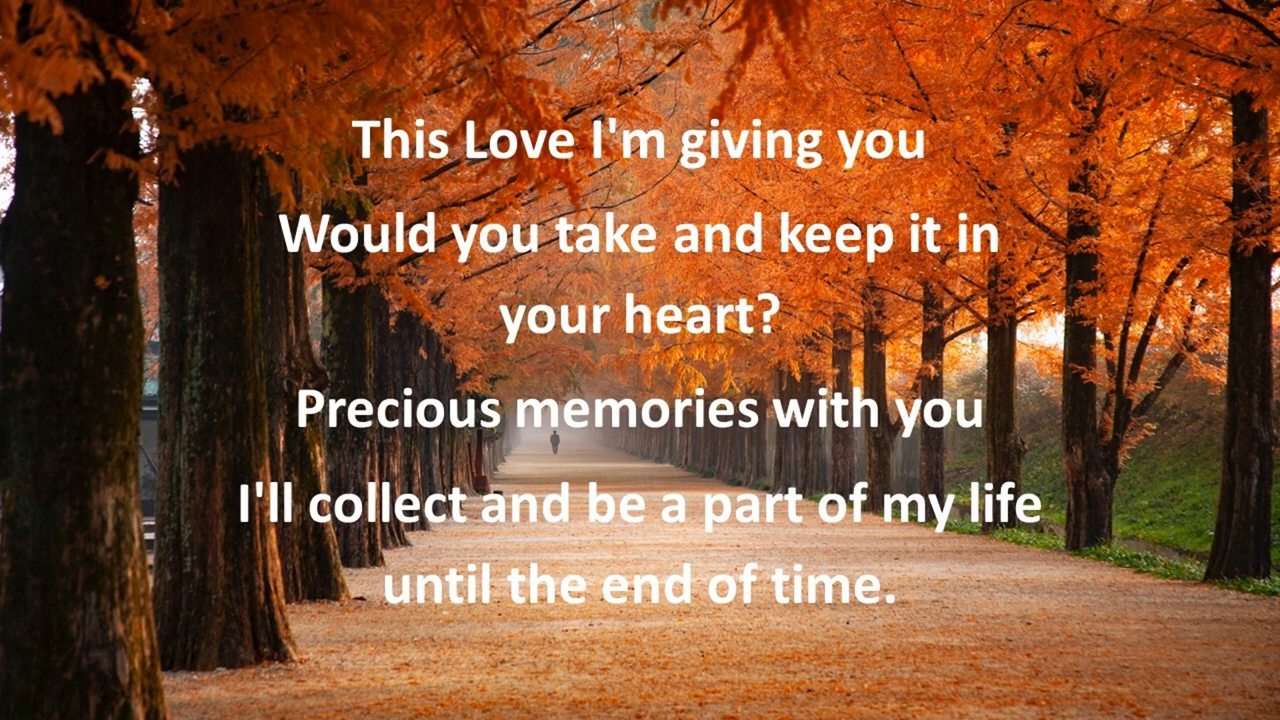 This Love I'm giving you
Would you take and keep it in
your heart?
Precious memories with you
I'll collect and be a part of my life
until the end of time.